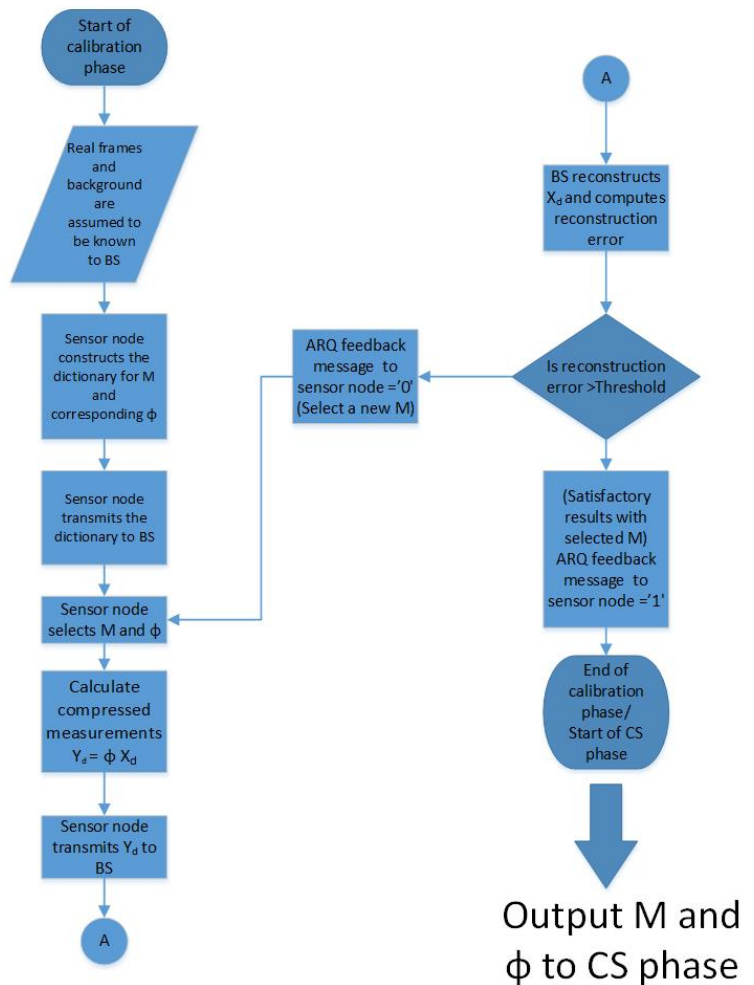 Start of
calibration
phase
Real frames
and
background
are
assumed to
be known
to BS
Sensor node
constructs the
dictionary for M
and
corresponding ϕ
Sensor node
transmits the
dictionary to BS
Sensor node
selects M and ϕ
Calculate
compressed
measurements
Y_d = ϕ X_d
Sensor node
transmits Y_d to
BS
A
A
BS reconstructs
X_d and computes
reconstruction
error
Is reconstruction
error >Threshold
ARQ feedback
message to
sensor node ='0'
(Select a new M)
(Satisfactory
results with
selected M)
ARQ feedback
message to
sensor node ='1'
End of
calibration
phase/
Start of CS
phase
Output M and
ϕ to CS phase